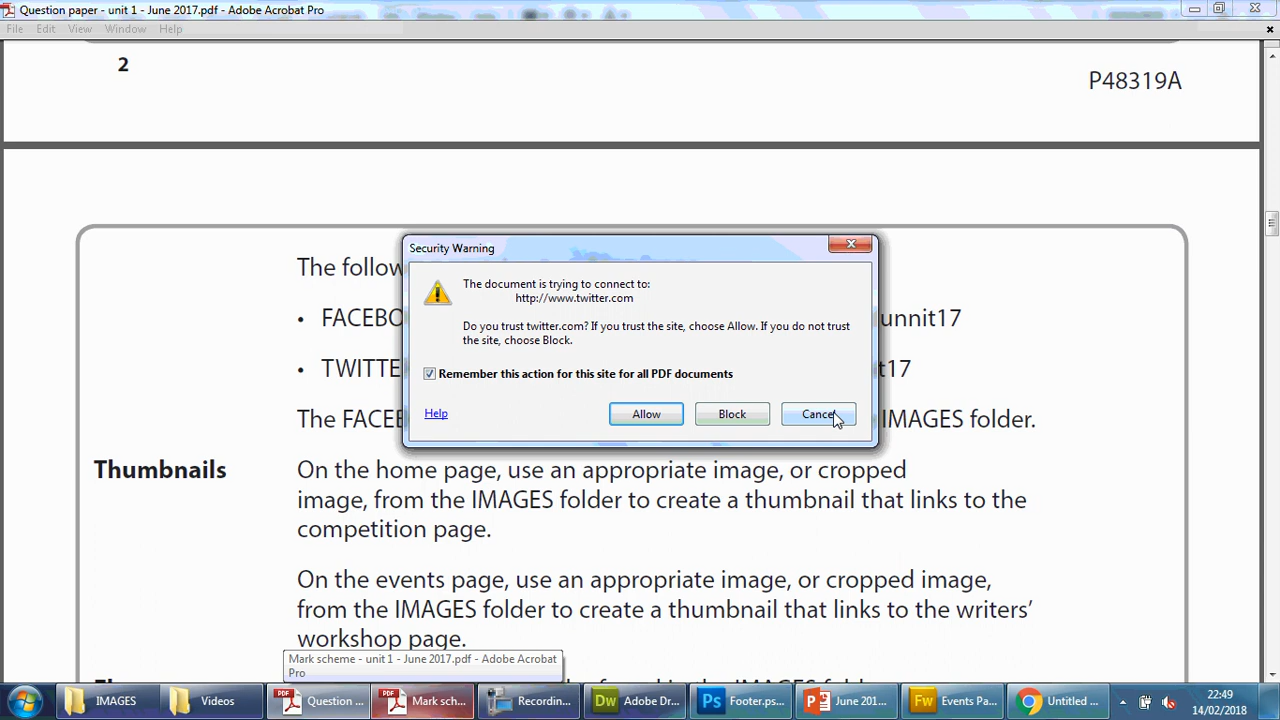 Question paper - unit 1 - June 2017.pdf - Adobe Acrobat Pro
File Edit View Window Help
2
P48319A
The follow
Security Warning
The document is trying to connect to:
http://www.twitter.com
Do you trust twitter.com? If you trust the site, choose Allow. If you do not trust
the site, choose Block.
Remember this action for this site for all PDF documents
Help
Allow
Block
Cancel
• FACEBO unnit17
• TWITTE t17
The FACEB IMAGES folder.
Thumbnails
On the home page, use an appropriate image, or cropped
image, from the IMAGES folder to create a thumbnail that links to the
competition page.
On the events page, use an appropriate image, or cropped image,
from the IMAGES folder to create a thumbnail that links to the writers’
workshop page.
Mark scheme - unit 1 - June 2017.pdf - Adobe Acrobat
Pro
IMAGES
Videos
Question ...
Mark sch...
Recordin...
Adobe Dr...
Footer.ps...
June 201...
Events Pa...
Untitled ...
22:49
14/02/2018